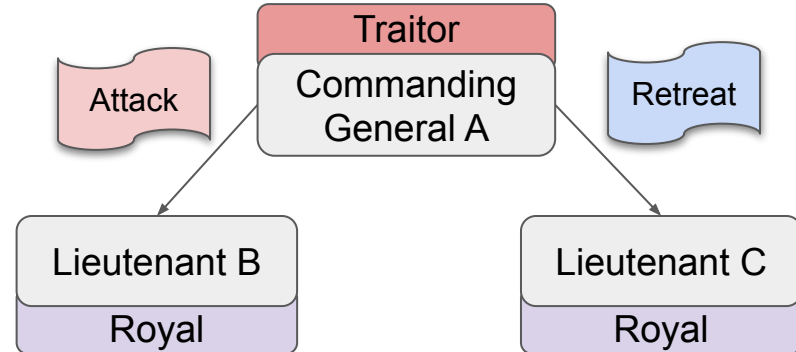 Traitor
Attack
Commanding
General A
Retreat
Lieutenant B
Lieutenant C
Royal
Royal